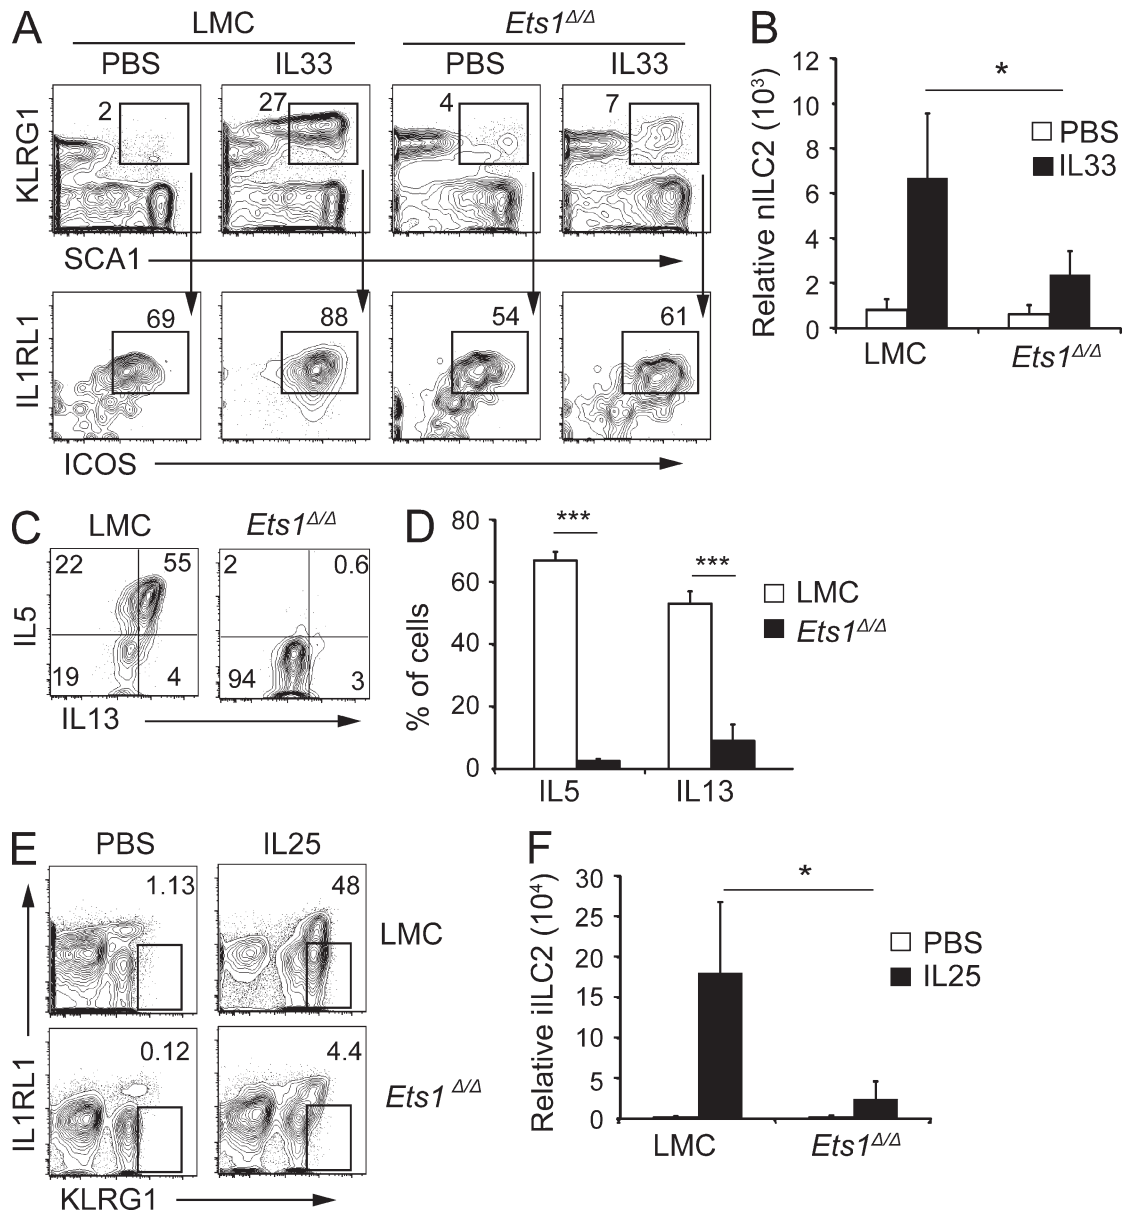 A
LMC
Ets1Δ/Δ
PBS
IL33
PBS
IL33
KLRG1
2
27
4
7
SCA1
IL1RL1
69
88
54
61
ICOS
B
Relative nILC2 (10³)
12
10
8
6
4
2
0
*
PBS
IL33
LMC
Ets1Δ/Δ
C
LMC
Ets1Δ/Δ
IL5
22
55
19
4
2
0.6
94
3
IL13
D
% of cells
80
60
40
20
0
***
***
LMC
Ets1Δ/Δ
IL5
IL13
E
PBS
IL25
1.13
48
LMC
0.12
4.4
Ets1Δ/Δ
IL1RL1
KLRG1
F
Relative iILC2 (10⁴)
30
25
20
15
10
5
0
*
PBS
IL25
LMC
Ets1Δ/Δ